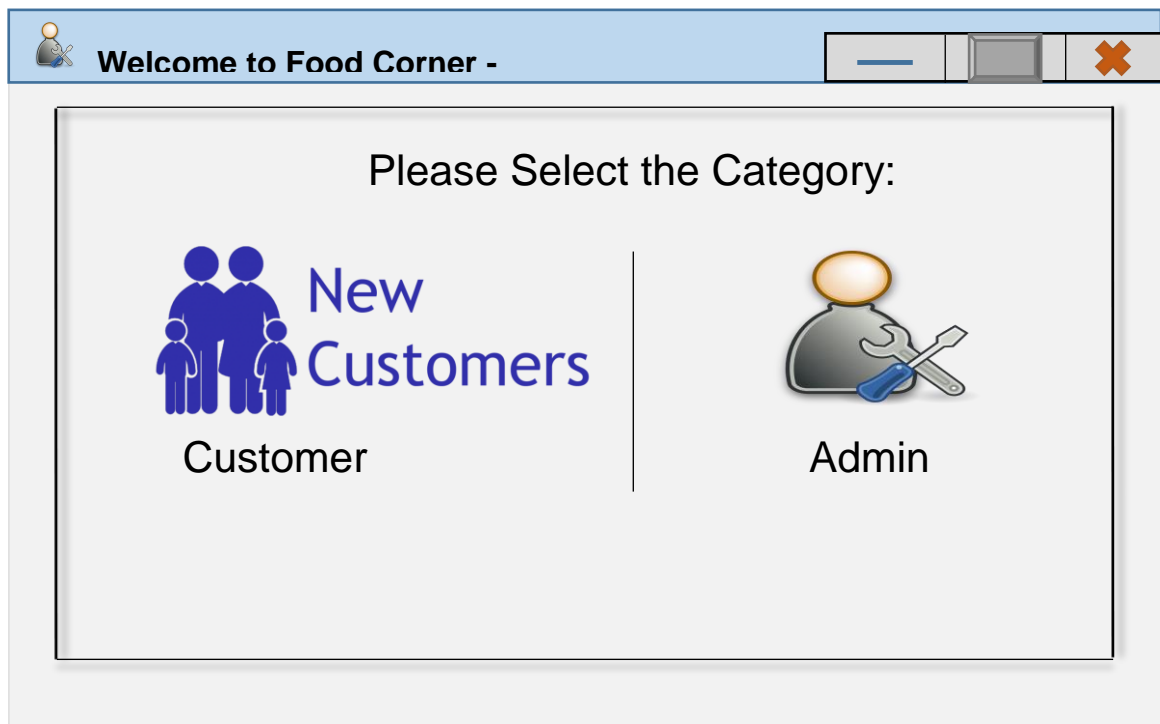 Welcome to Food Corner -
Please Select the Category:
New
Customers
Customer
Admin